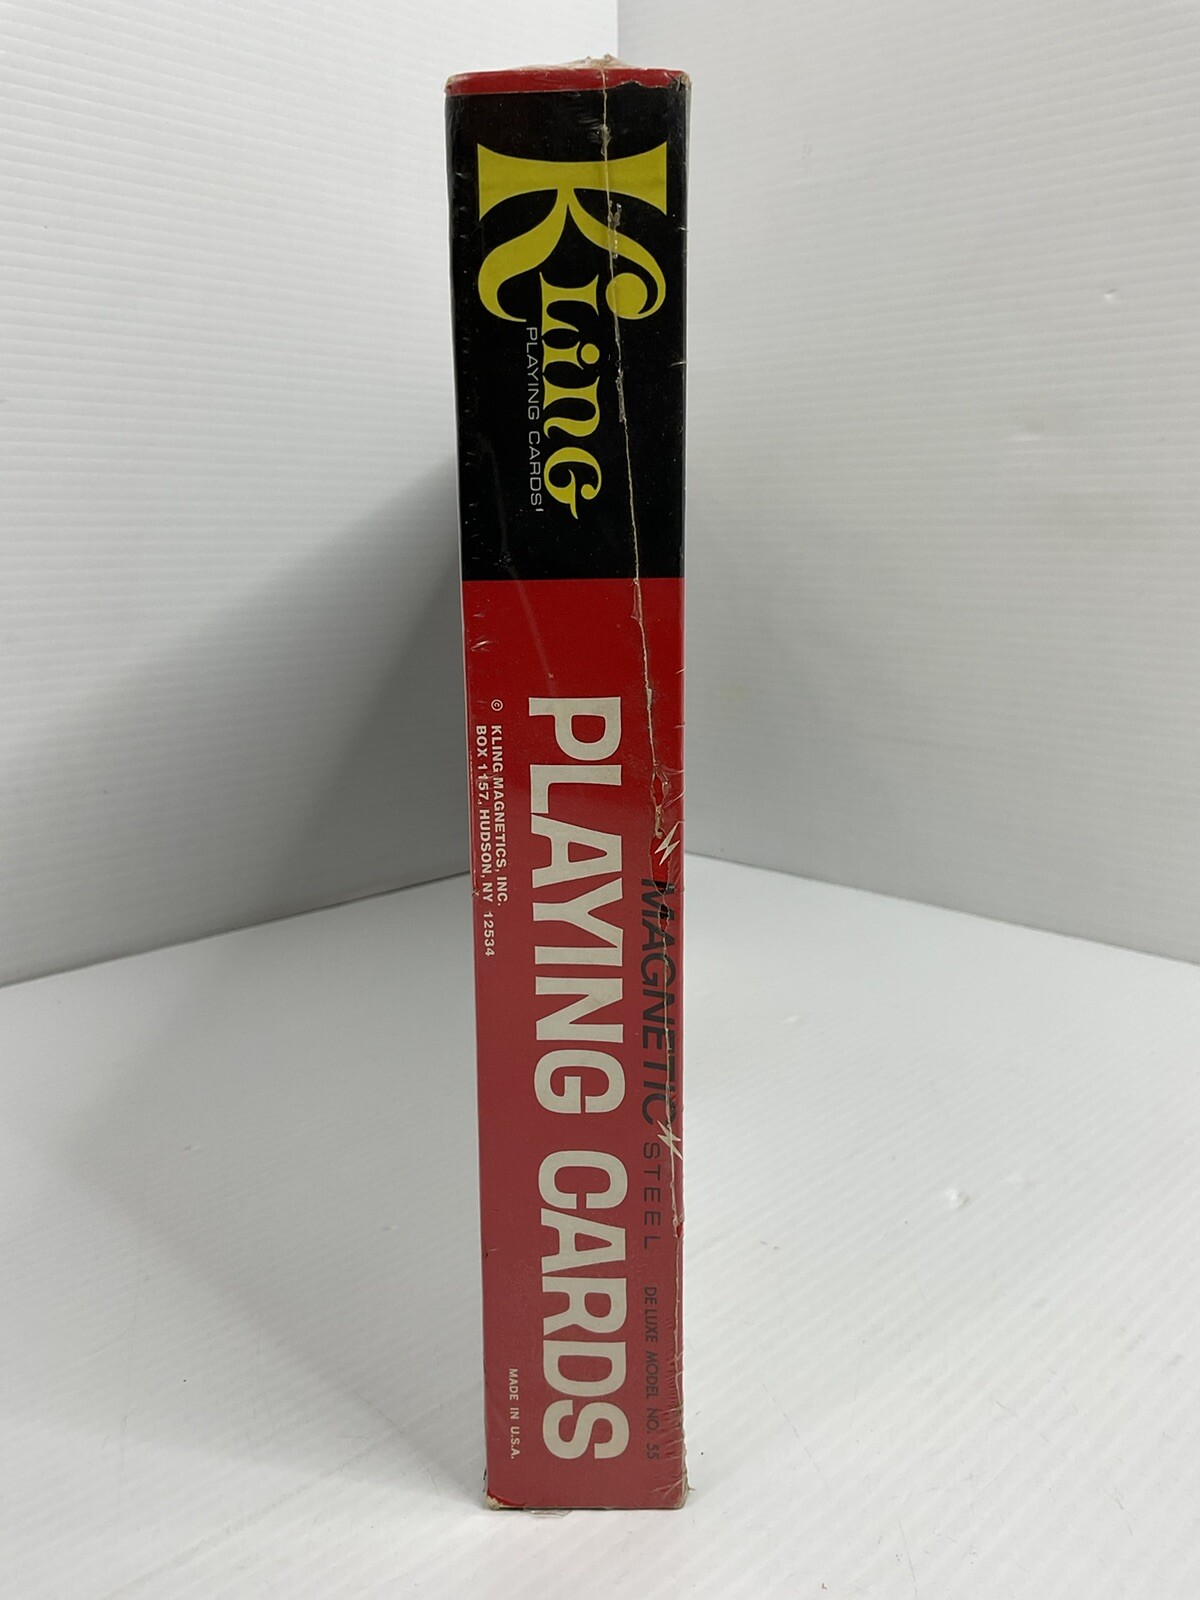 Kling
PLAYING CARDS!
MAGNETIC STEEL DELUXE MODEL NO. 55
PLAYING CARDS
© KLING MAGNETICS, INC.
BOX 1157, HUDSON, NY 12534
MADE IN U.S.A.